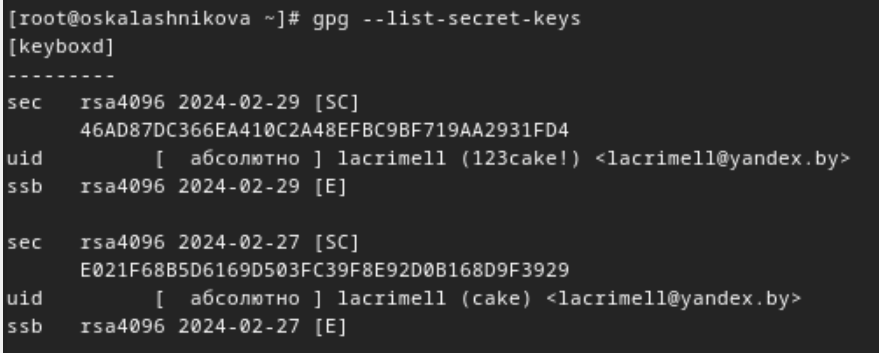 [root@oskalashnikova ~]# gpg --list-secret-keys
[keyboxd]
---------
sec   rsa4096 2024-02-29 [SC]
      46AD87DC366EA410C2A48EFBC9BF719AA2931FD4
uid           [  абсолютно ] lacrimell (123cake!) <lacrimell@yandex.by>
ssb   rsa4096 2024-02-29 [E]

sec   rsa4096 2024-02-27 [SC]
      E021F68B5D6169D503FC39F8E92D0B168D9F3929
uid           [  абсолютно ] lacrimell (cake) <lacrimell@yandex.by>
ssb   rsa4096 2024-02-27 [E]